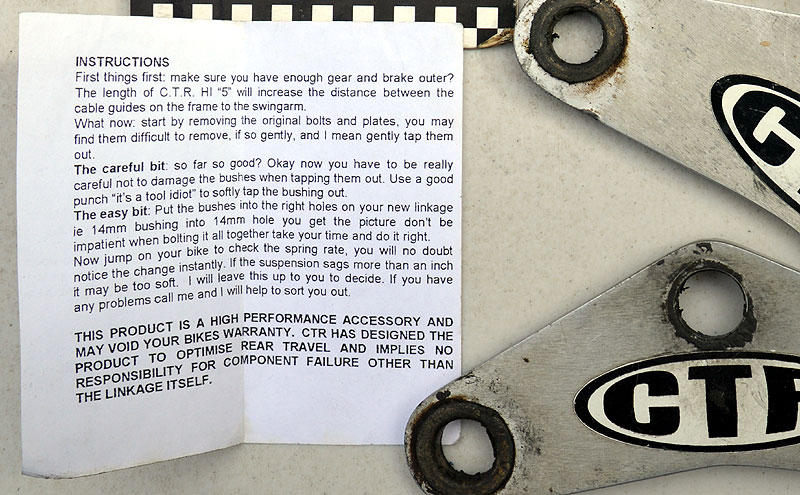 INSTRUCTIONS
First things first: make sure you have enough gear and brake outer?
The length of C.T.R. HI “5” will increase the distance between the
cable guides on the frame to the swingarm.
What now: start by removing the original bolts and plates, you may
find them difficult to remove, if so gently, and I mean gently tap them
out.
The careful bit: so far so good? Okay now you have to be really
careful not to damage the bushes when tapping them out. Use a good
punch “it’s a tool idiot” to softly tap the bushing out.
The easy bit: Put the bushes into the right holes on your new linkage
ie 14mm bushing into 14mm hole you get the picture don’t be
impatient when bolting it all together take your time and do it right.
Now jump on your bike to check the spring rate, you will no doubt
notice the change instantly. If the suspension sags more than an inch
it may be too soft. I will leave this up to you to decide. If you have
any problems call me and I will help to sort you out.
THIS PRODUCT IS A HIGH PERFORMANCE ACCESSORY AND
MAY VOID YOUR BIKES WARRANTY. CTR HAS DESIGNED THE
PRODUCT TO OPTIMISE REAR TRAVEL AND IMPLIES NO
RESPONSIBILITY FOR COMPONENT FAILURE OTHER THAN
THE LINKAGE ITSELF.
CT
CTR